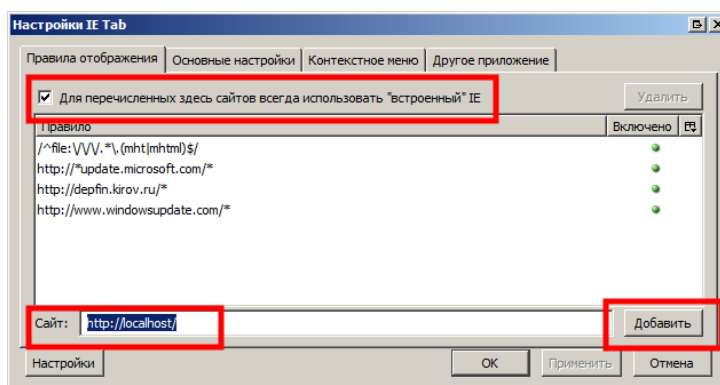 Настройки IE Tab
Правила отображения Основные настройки Контекстное меню Другое приложение
Для перечисленных здесь сайтов всегда использовать "встроенный" IE Удалить
Правило Включено
/^file:\/\/\/.*\.(mht|mhtml)$/
http://*update.microsoft.com/*
http://depfin.kirov.ru/*
http://www.windowsupdate.com/*
Сайт: http://localhost/ Добавить
Настройки OK Применить Отмена